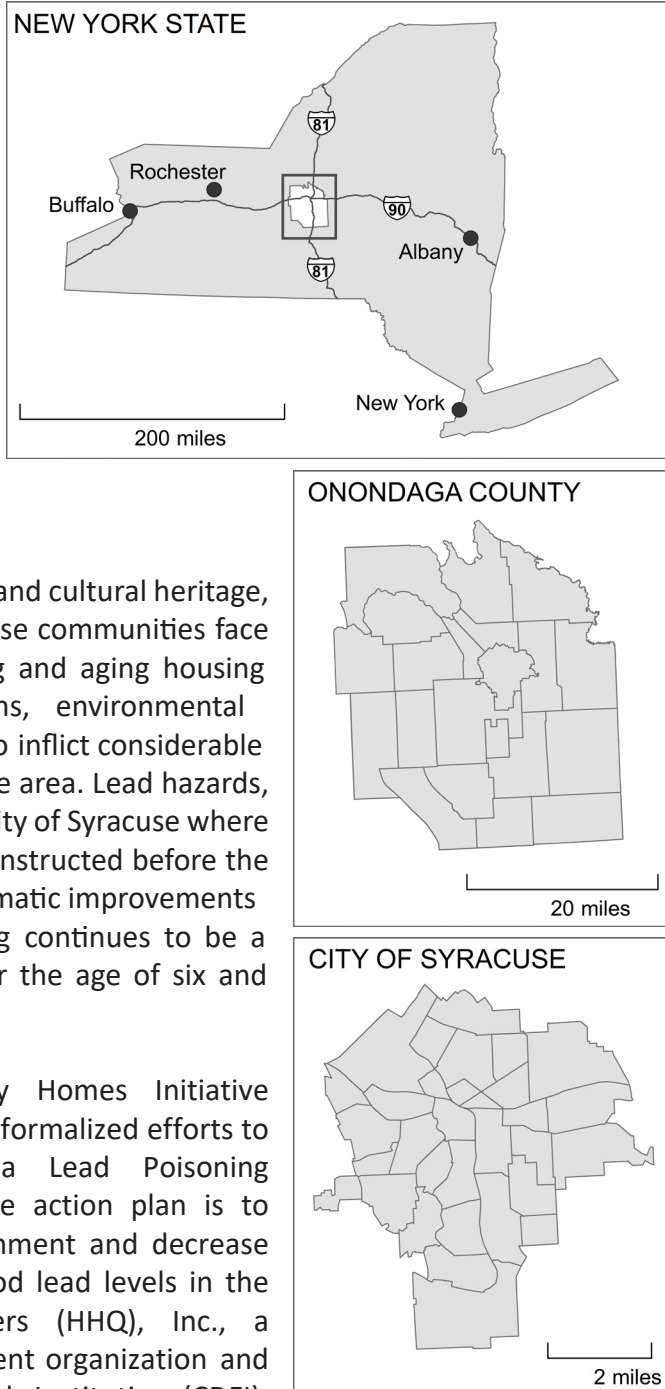 NEW YORK STATE
81
Rochester
Buffalo
90
Albany
81
New York
200 miles
ONONDAGA COUNTY
20 miles
CITY OF SYRACUSE
2 miles
and cultural heritage,
se communities face
g and aging housing
ns, environmental
o inflict considerable
e area. Lead hazards,
ity of Syracuse where
nstructed before the
matic improvements
g continues to be a
r the age of six and
y Homes Initiative
formalized efforts to
a Lead Poisoning
e action plan is to
nment and decrease
od lead levels in the
ers (HHQ), Inc., a
ent organization and